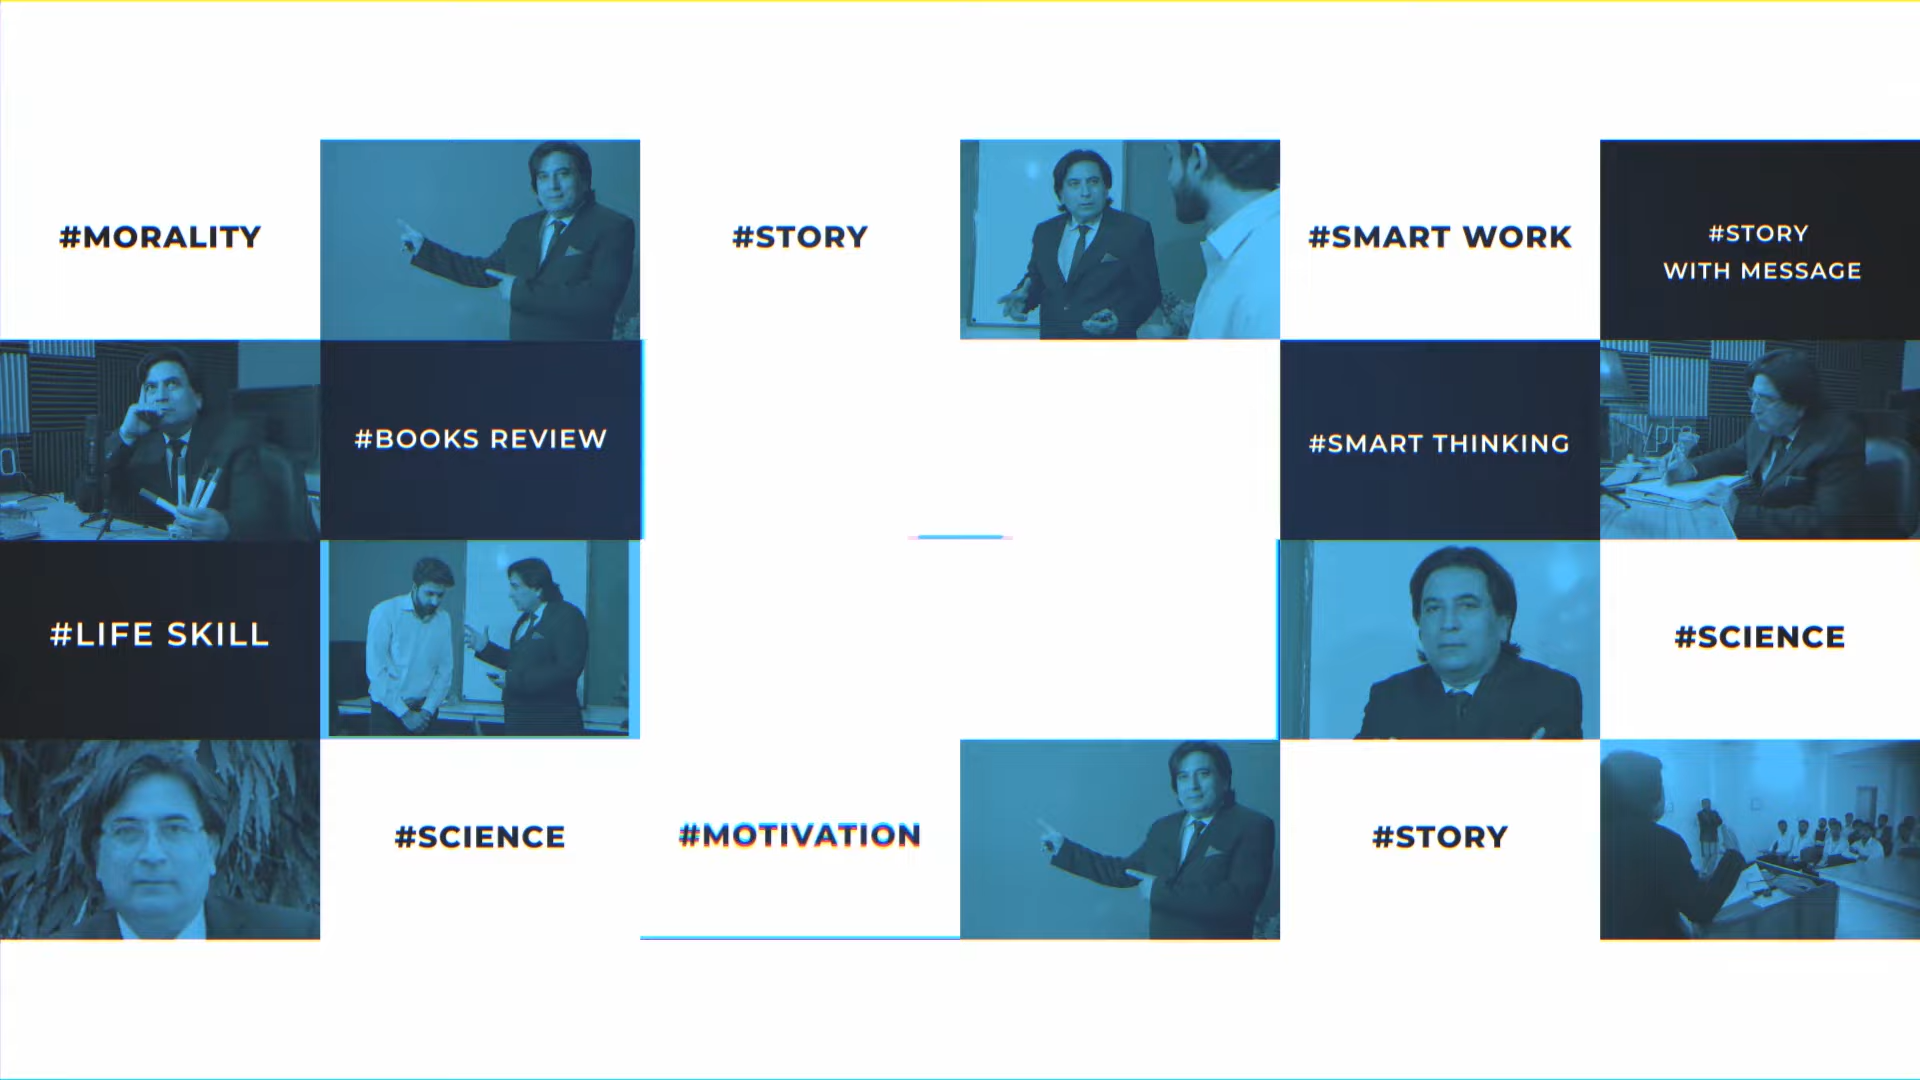 #MORALITY
#STORY
#SMART WORK
#STORY
WITH MESSAGE
#BOOKS REVIEW
#SMART THINKING
#LIFE SKILL
#SCIENCE
#SCIENCE
#MOTIVATION
#STORY